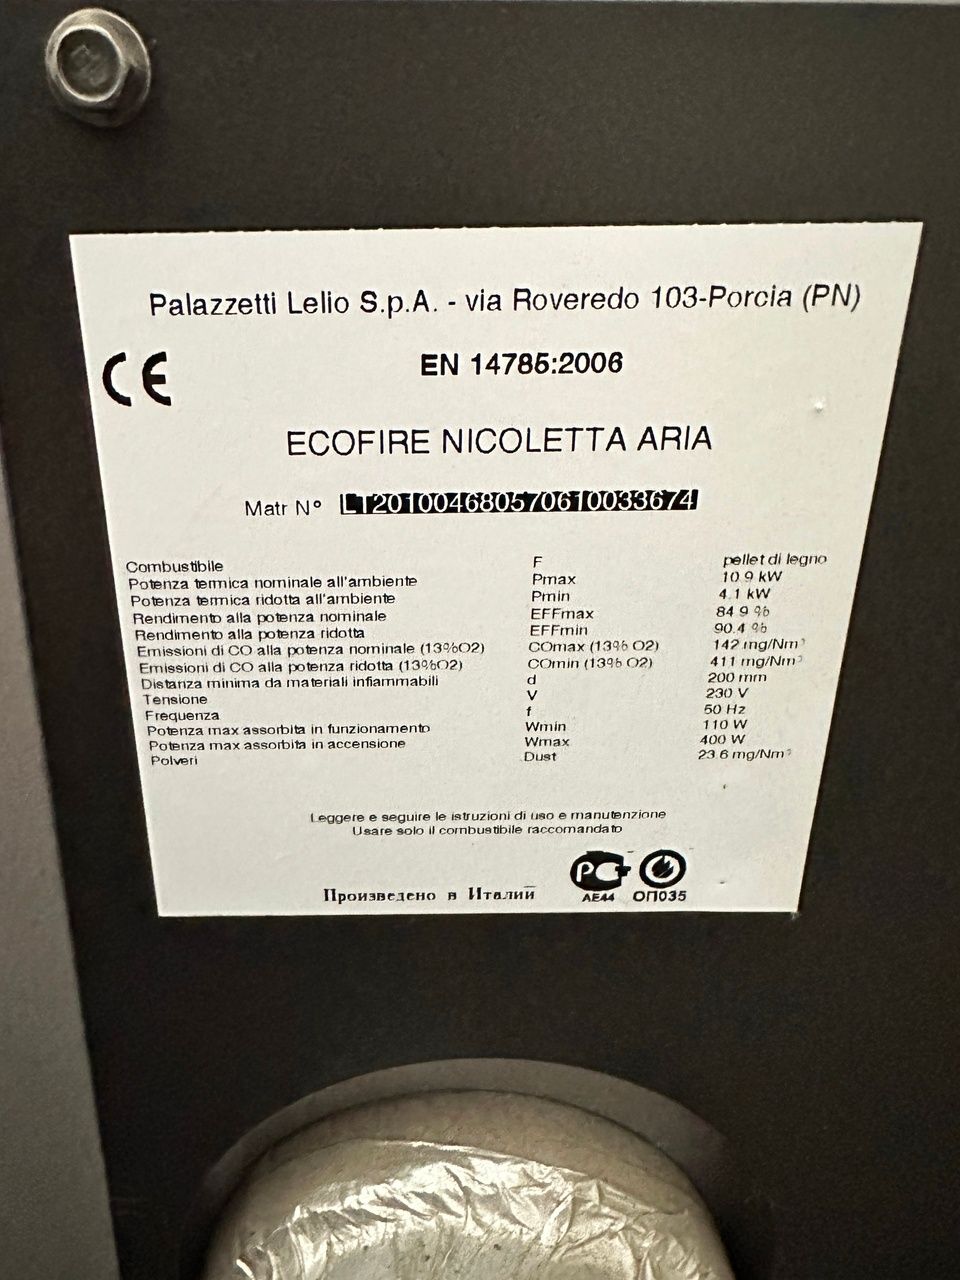 Palazzetti Lelio S.p.A. - via Roveredo 103-Porcia (PN)
CE
EN 14785:2006
ECOFIRE NICOLETTA ARIA
Matr N° LT20100468057061003367​4
Combustibile F pellet di legno
Potenza termica nominale all'ambiente Pmax 10.9 kW
Potenza termica ridotta all'ambiente Pmin 4.1 kW
Rendimento alla potenza nominale EFFmax 84.9 %
Rendimento alla potenza ridotta EFFmin 90.4 %
Emissioni di CO alla potenza nominale (13%O2) COmax (13% O2) 142 mg/Nm³
Emissioni di CO alla potenza ridotta (13%O2) COmin (13% O2) 411 mg/Nm³
Distanza minima da materiali infiammabili d 200 mm
Tensione V 230 V
Frequenza f 50 Hz
Potenza max assorbita in funzionamento Wmin 110 W
Potenza max assorbita in accensione Wmax 400 W
Polveri Dust 23.6 mg/Nm³
Leggere e seguire le istruzioni di uso e manutenzione
Usare solo il combustibile raccomandato
Произведено в Италий
АЕ44 ОП035